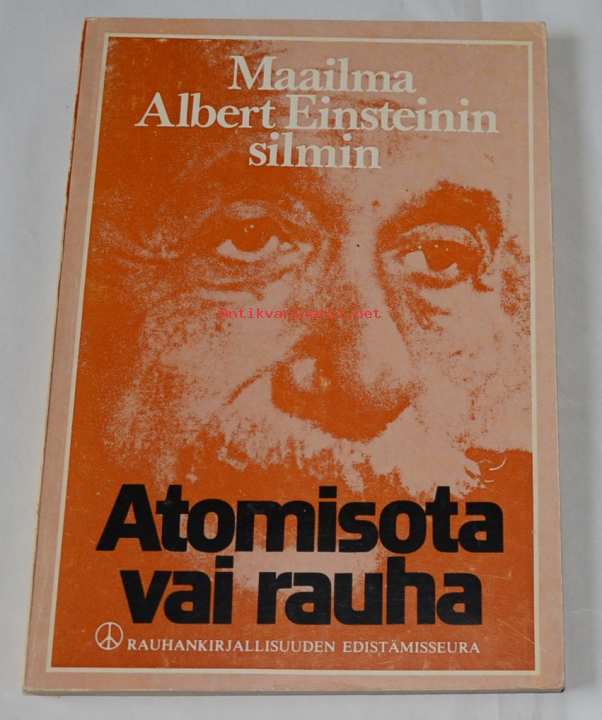 Maailma
Albert Einsteinin
silmin
Antikvariaatti.net
Atomisota
vai rauha
RAUHANKIRJALLISUUDEN EDISTÄMISSEURA